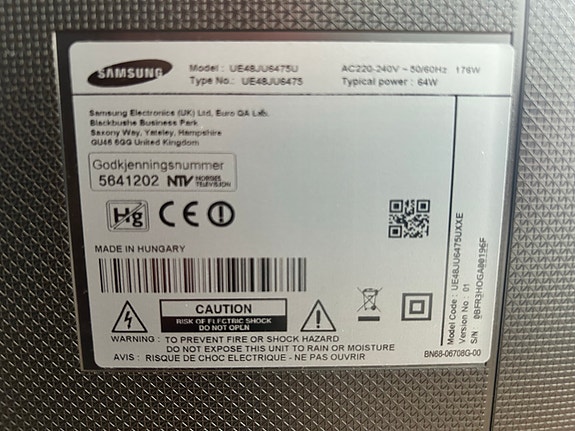 SAMSUNG
Model : UE48JU6475U
Type No.: UE48JU6475
AC220-240V ~ 50/60Hz 176W
Typical power : 64W
Samsung Electronics (UK) Ltd, Euro QA Lab.
Blackbushe Business Park
Saxony Way, Yateley, Hampshire
GU46 6GG United Kingdom
Godkjenningsnummer
5641202 NTV NORGES TELEVISION
Hg CE
MADE IN HUNGARY
CAUTION
RISK OF ELECTRIC SHOCK
DO NOT OPEN
WARNING : TO PREVENT FIRE OR SHOCK HAZARD
DO NOT EXPOSE THIS UNIT TO RAIN OR MOISTURE
AVIS : RISQUE DE CHOC ELECTRIQUE - NE PAS OUVRIR
Model Code : UE48JU6475UXXE
Version No : 01
S/N : 0BFR3HOGA00196F
BN68-06708G-00